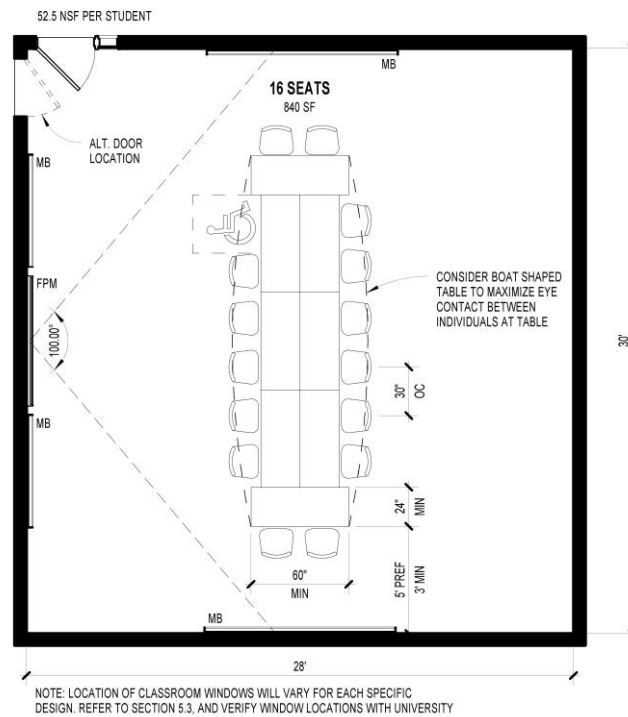 52.5 NSF PER STUDENT
MB
16 SEATS
840 SF
ALT. DOOR
LOCATION
MB
FPM
100.00°
MB
CONSIDER BOAT SHAPED
TABLE TO MAXIMIZE EYE
CONTACT BETWEEN
INDIVIDUALS AT TABLE
30'
30"
OC
24"
MIN
60"
MIN
5' PREF
3' MIN
MB
28'
NOTE: LOCATION OF CLASSROOM WINDOWS WILL VARY FOR EACH SPECIFIC
DESIGN. REFER TO SECTION 5.3, AND VERIFY WINDOW LOCATIONS WITH UNIVERSITY